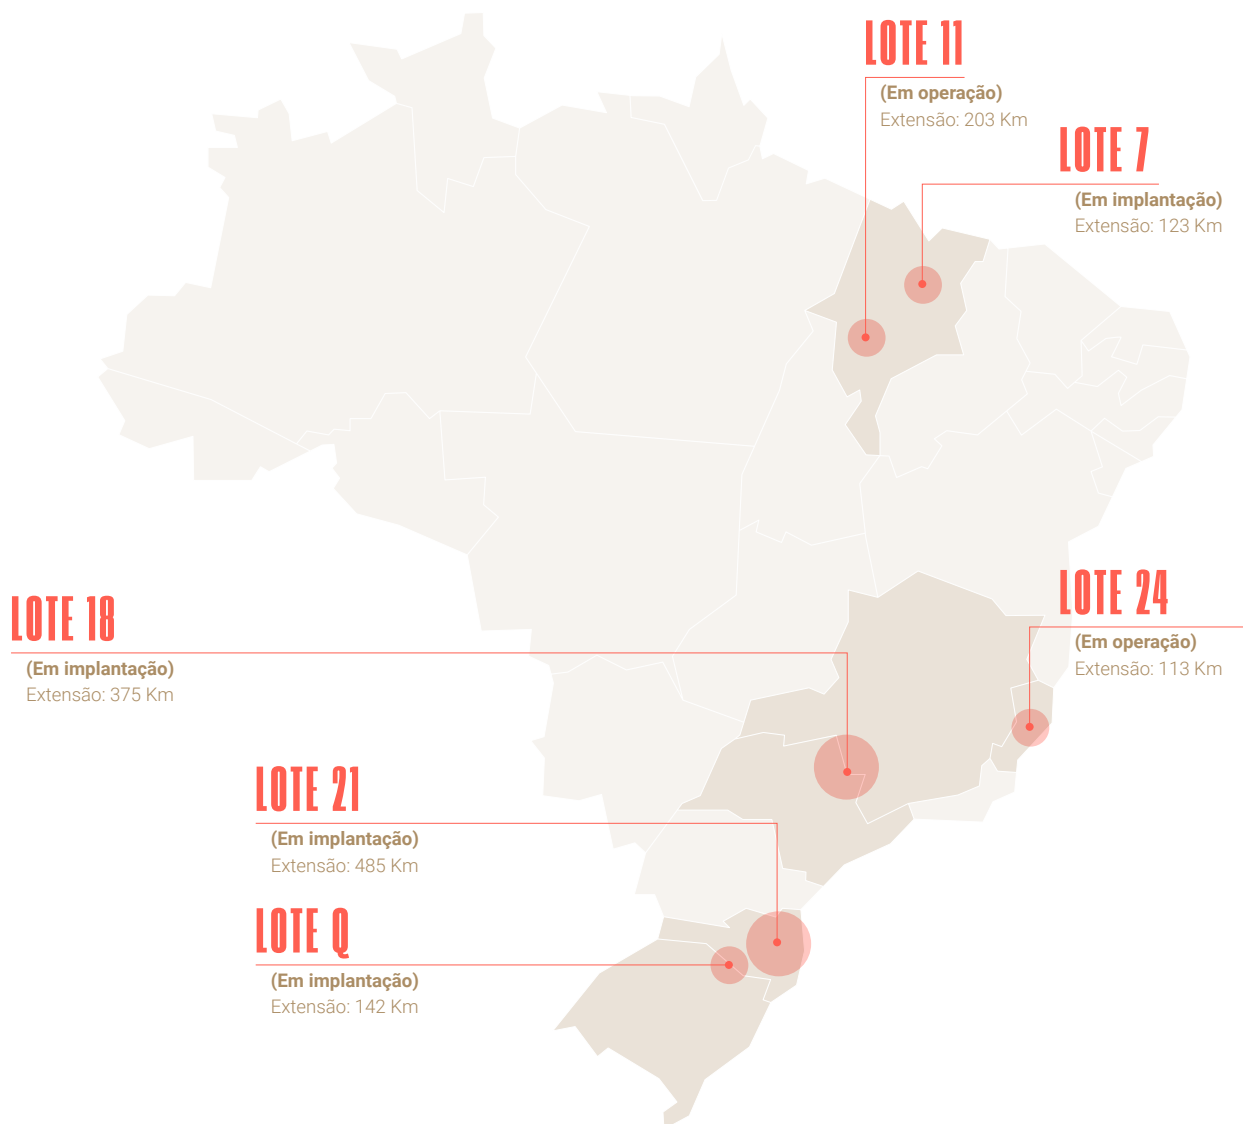 LOTE 11
(Em operação)
Extensão: 203 Km
LOTE 7
(Em implantação)
Extensão: 123 Km
LOTE 24
(Em operação)
Extensão: 113 Km
LOTE 18
(Em implantação)
Extensão: 375 Km
LOTE 21
(Em implantação)
Extensão: 485 Km
LOTE Q
(Em implantação)
Extensão: 142 Km